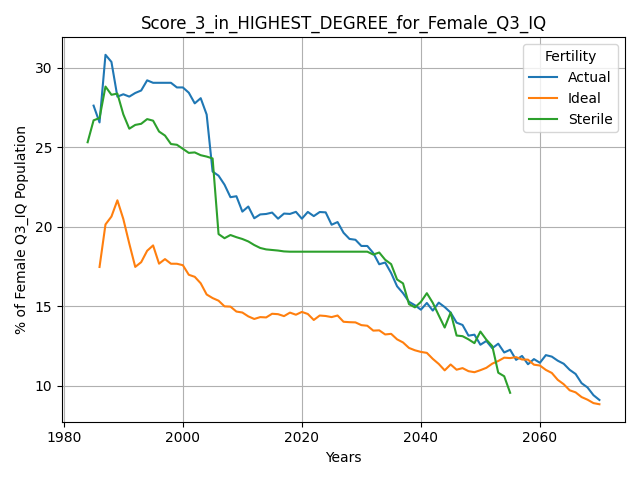 Score_3_in_HIGHEST_DEGREE_for_Female_Q3_IQ
% of Female Q3_IQ Population
30
25
20
15
10
Fertility
Actual
Ideal
Sterile
1980
2000
2020
2040
2060
Years